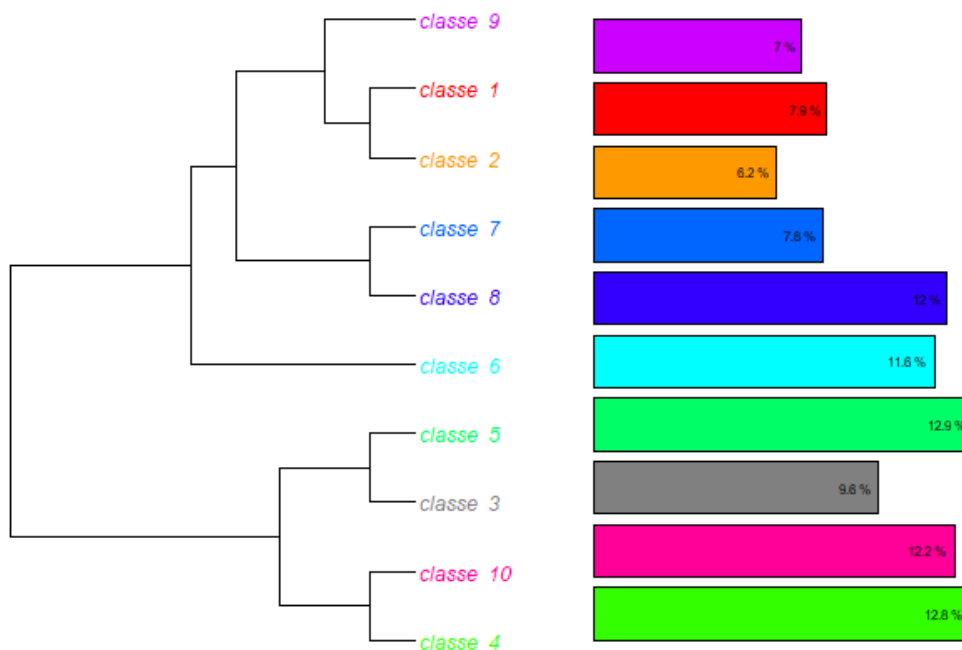 classe 9
7 %
classe 1
7.9 %
classe 2
6.2 %
classe 7
7.8 %
classe 8
12 %
classe 6
11.6 %
classe 5
12.9 %
classe 3
9.6 %
classe 10
12.2 %
classe 4
12.8 %